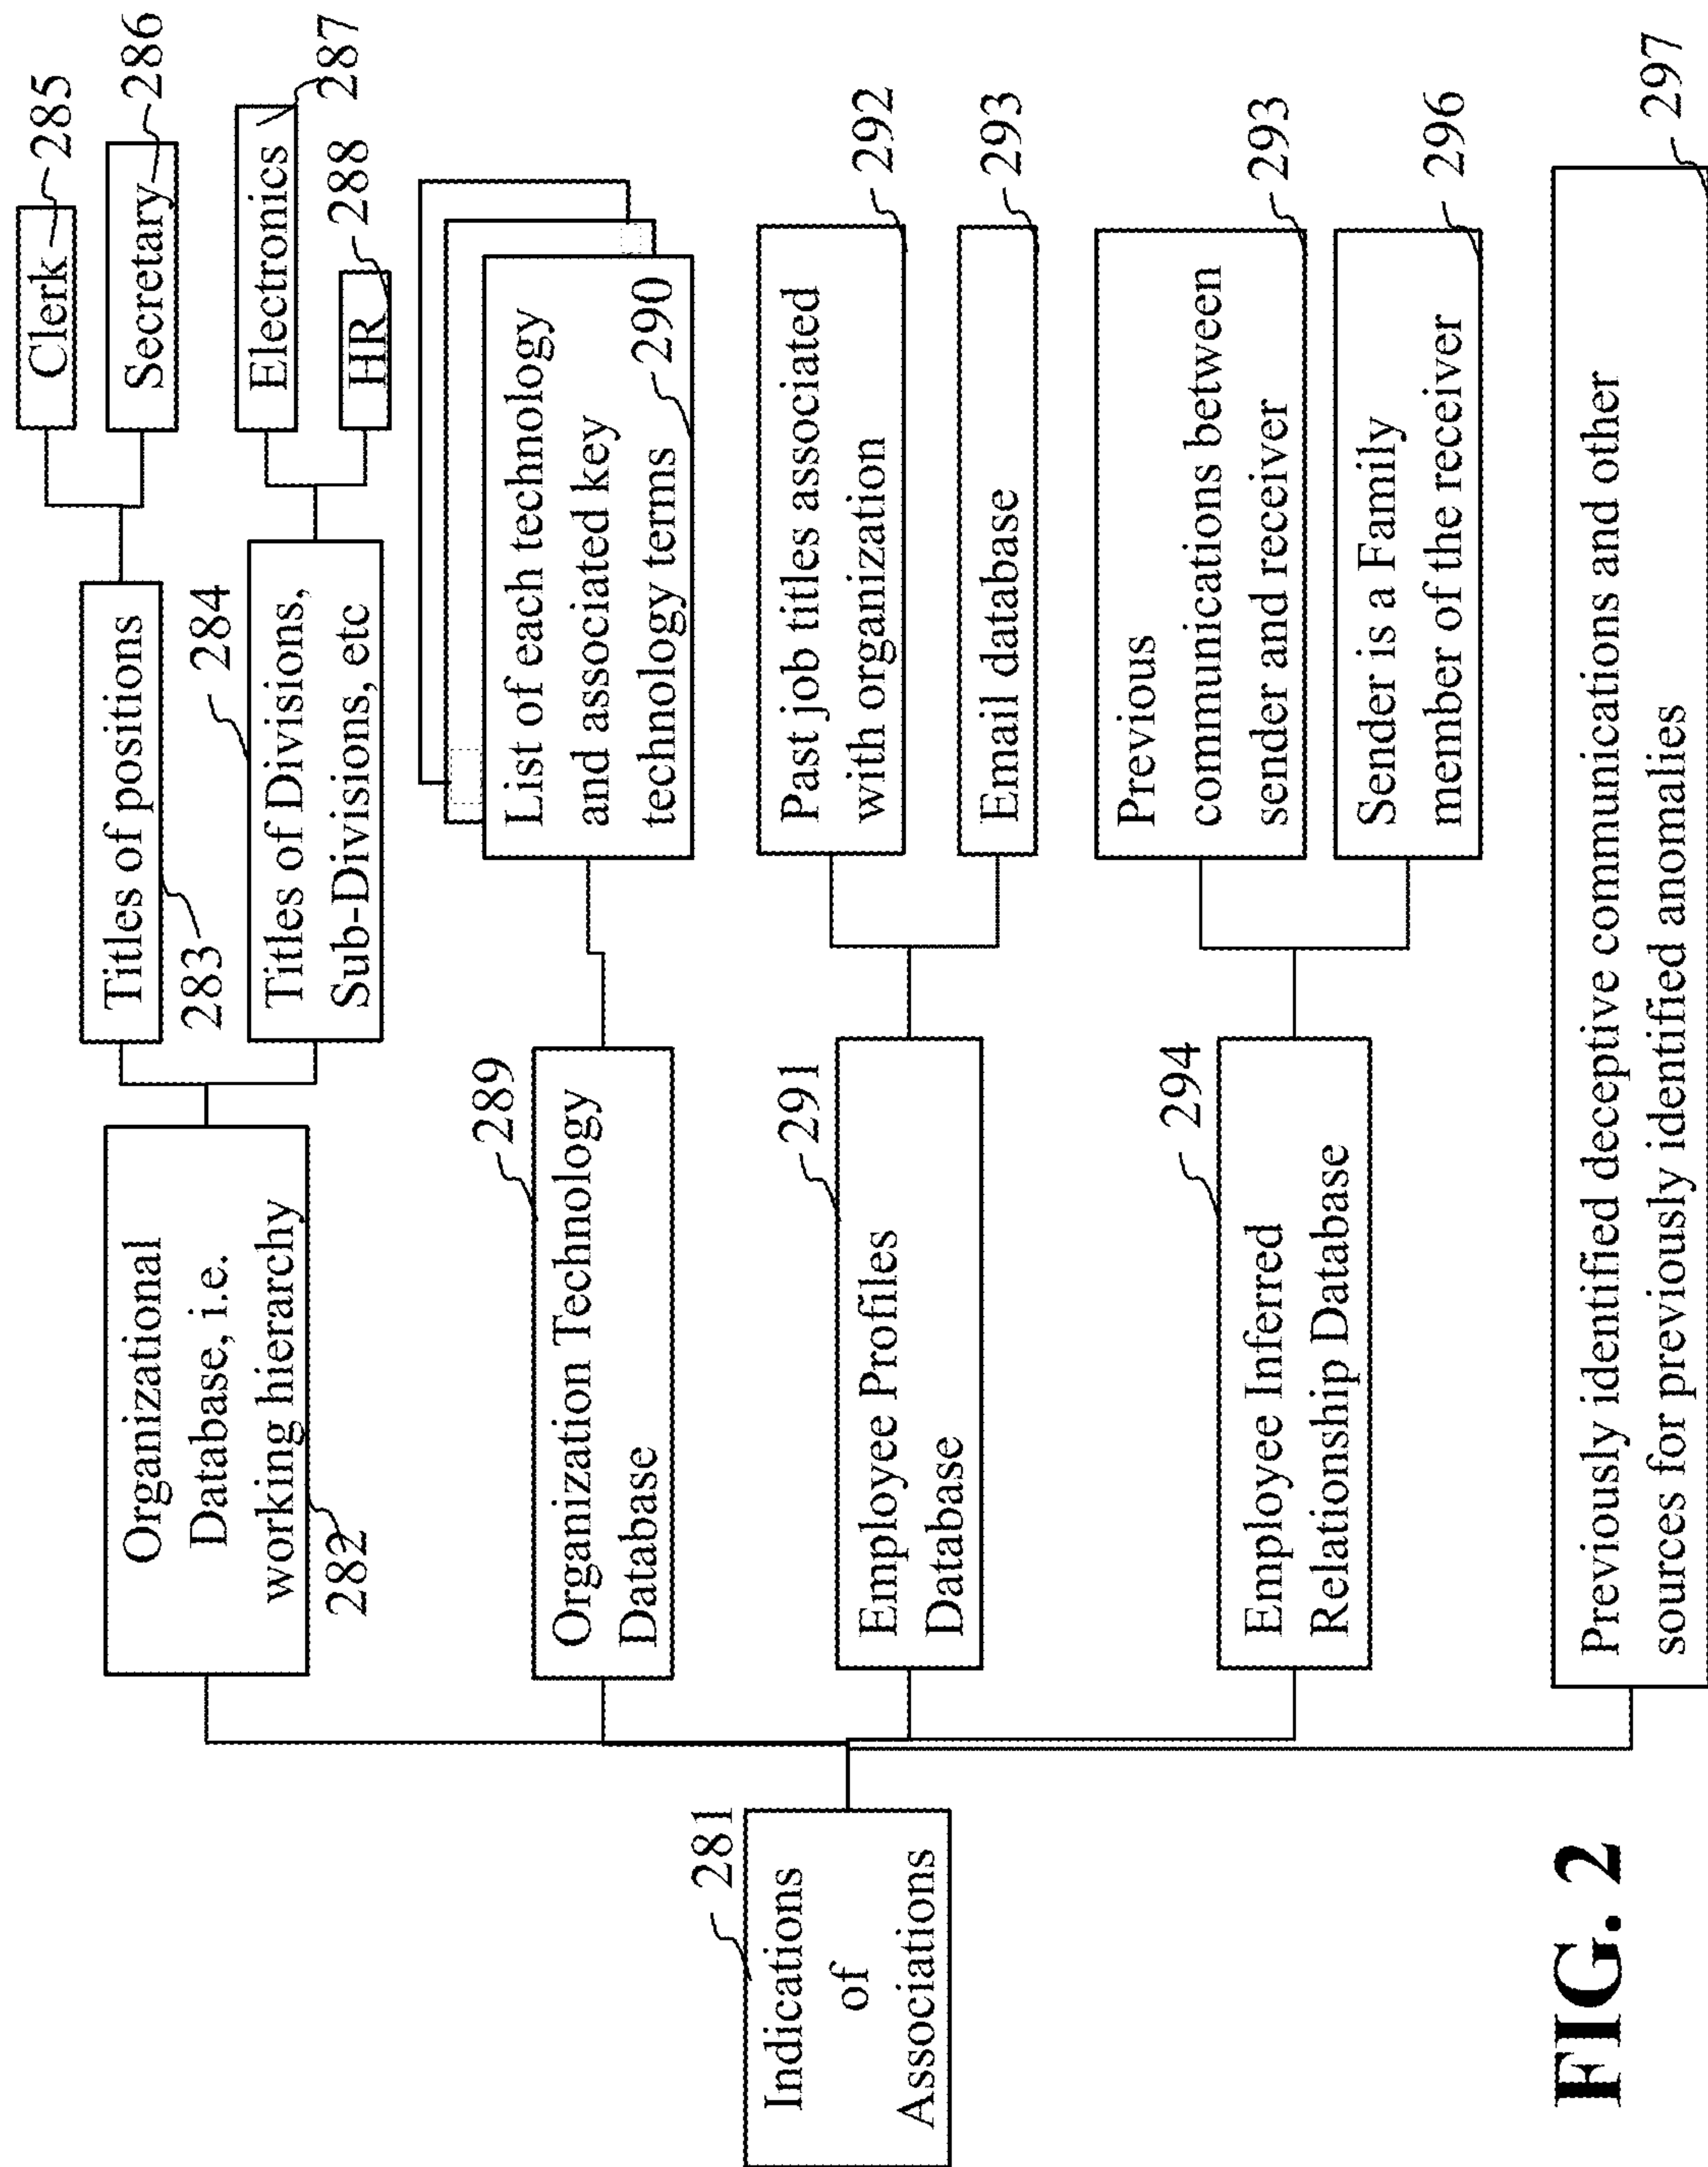 281
Indications
of
Associations
Organizational
Database, i.e.
working hierarchy
282
Titles of positions
283
284
Titles of Divisions,
Sub-Divisions, etc
Clerk
285
Secretary
286
Electronics
287
HR
288
289
Organization Technology
Database
List of each technology
and associated key
technology terms
290
291
Employee Profiles
Database
Past job titles associated
with organization
292
Email database
293
294
Employee Inferred
Relationship Database
Previous
communications between
sender and receiver
293
Sender is a Family
member of the receiver
296
Previously identified deceptive communications and other
sources for previously identified anomalies
297
FIG. 2